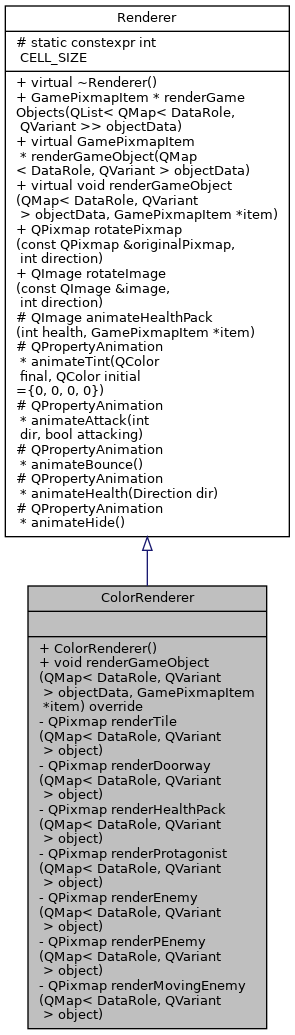 Renderer
# static constexpr int
CELL_SIZE
+ virtual ~Renderer()
+ GamePixmapItem * renderGame
Objects(QList< QMap< DataRole,
QVariant >> objectData)
+ virtual GamePixmapItem
* renderGameObject(QMap
< DataRole, QVariant > objectData)
+ virtual void renderGameObject
(QMap< DataRole, QVariant
> objectData, GamePixmapItem *item)
+ QPixmap rotatePixmap
(const QPixmap &originalPixmap,
int direction)
+ QImage rotateImage
(const QImage &image,
int direction)
# QImage animateHealthPack
(int health, GamePixmapItem *item)
# QPropertyAnimation
* animateTint(QColor
final, QColor initial
={0, 0, 0, 0})
# QPropertyAnimation
* animateAttack(int
dir, bool attacking)
# QPropertyAnimation
* animateBounce()
# QPropertyAnimation
* animateHealth(Direction dir)
# QPropertyAnimation
* animateHide()
ColorRenderer
+ ColorRenderer()
+ void renderGameObject
(QMap< DataRole, QVariant
> objectData, GamePixmapItem
*item) override
- QPixmap renderTile
(QMap< DataRole, QVariant
> object)
- QPixmap renderDoorway
(QMap< DataRole, QVariant
> object)
- QPixmap renderHealthPack
(QMap< DataRole, QVariant
> object)
- QPixmap renderProtagonist
(QMap< DataRole, QVariant
> object)
- QPixmap renderEnemy
(QMap< DataRole, QVariant
> object)
- QPixmap renderPEnemy
(QMap< DataRole, QVariant
> object)
- QPixmap renderMovingEnemy
(QMap< DataRole, QVariant
> object)